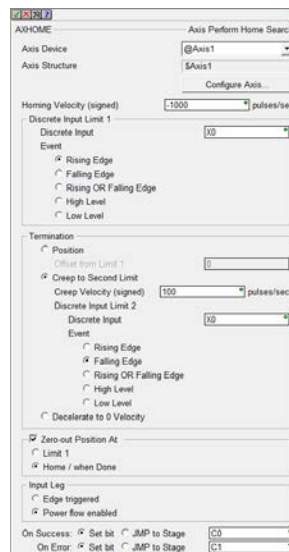 AXHOME Axis Perform Home Searc
Axis Device @Axis1
Axis Structure $Axis1
Configure Axis...
Homing Velocity (signed) -1000 pulses/se
Discrete Input Limit 1
Discrete Input X0
Event
Rising Edge
Falling Edge
Rising OR Falling Edge
High Level
Low Level
Termination
Position
Offset from Limit 1 0
Creep to Second Limit
Creep Velocity (signed) 100 pulses/sec
Discrete Input Limit 2
Discrete Input X0
Event
Rising Edge
Falling Edge
Rising OR Falling Edge
High Level
Low Level
Decelerate to 0 Velocity
Zero-out Position At
Limit 1
Home / when Done
Input Leg
Edge triggered
Power flow enabled
On Success: Set bit JMP to Stage C0
On Error: Set bit JMP to Stage C1